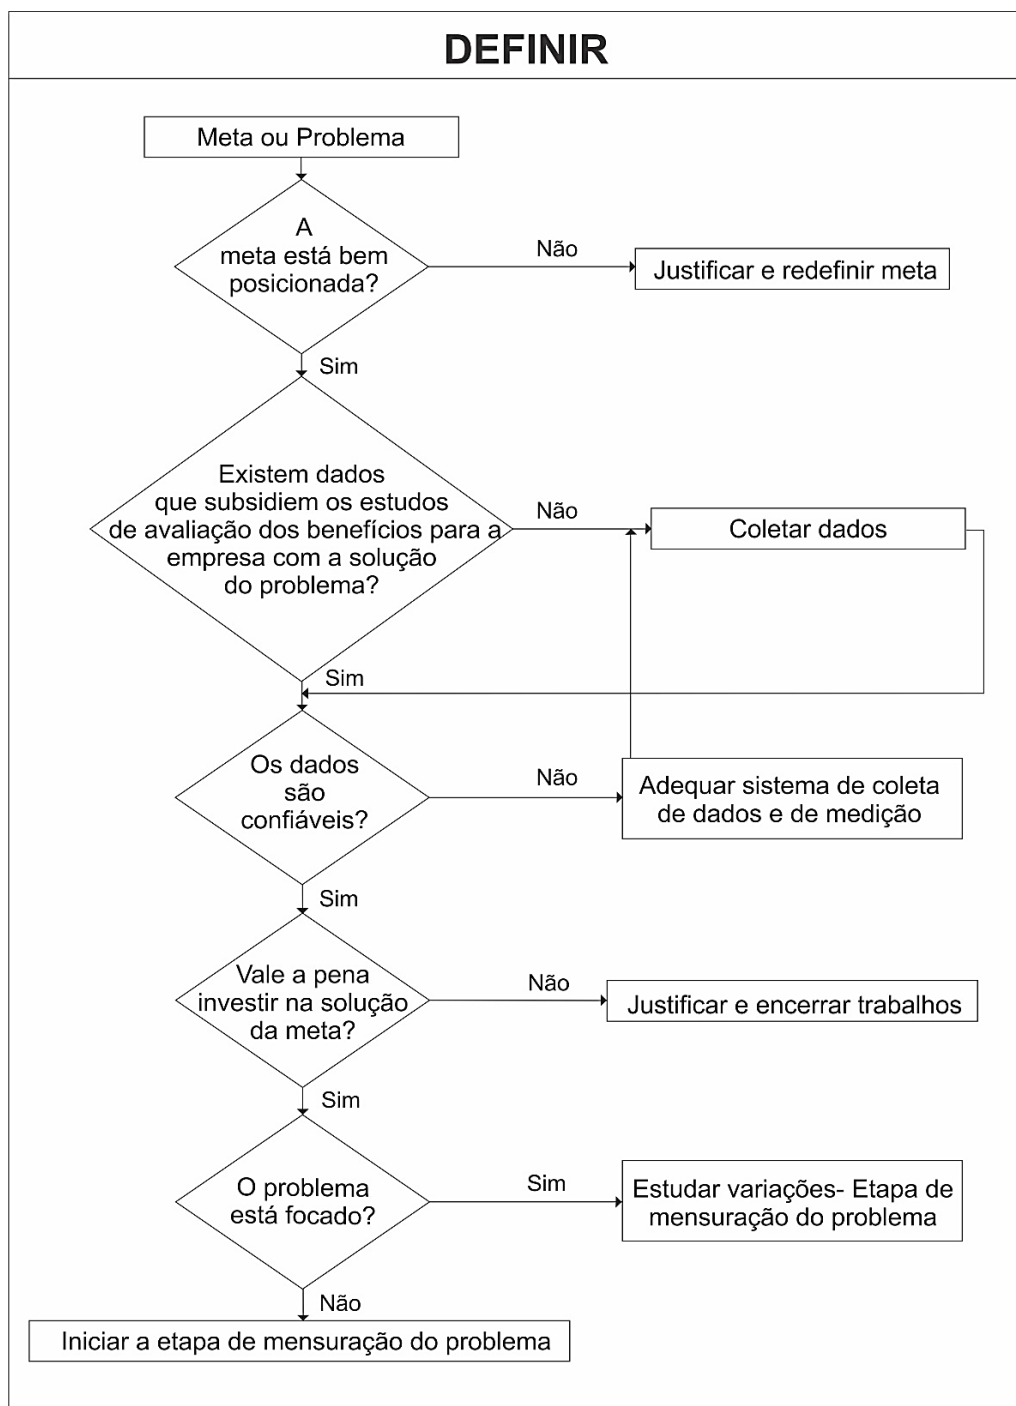 DEFINIR
Meta ou Problema
A
meta está bem
posicionada?
Não
Justificar e redefinir meta
Sim
Existem dados
que subsidiem os estudos
de avaliação dos benefícios para a
empresa com a solução
do problema?
Não
Coletar dados
Sim
Os dados
são
confiáveis?
Não
Adequar sistema de coleta
de dados e de medição
Sim
Vale a pena
investir na solução
da meta?
Não
Justificar e encerrar trabalhos
Sim
O problema
está focado?
Sim
Estudar variações- Etapa de
mensuração do problema
Não
Iniciar a etapa de mensuração do problema